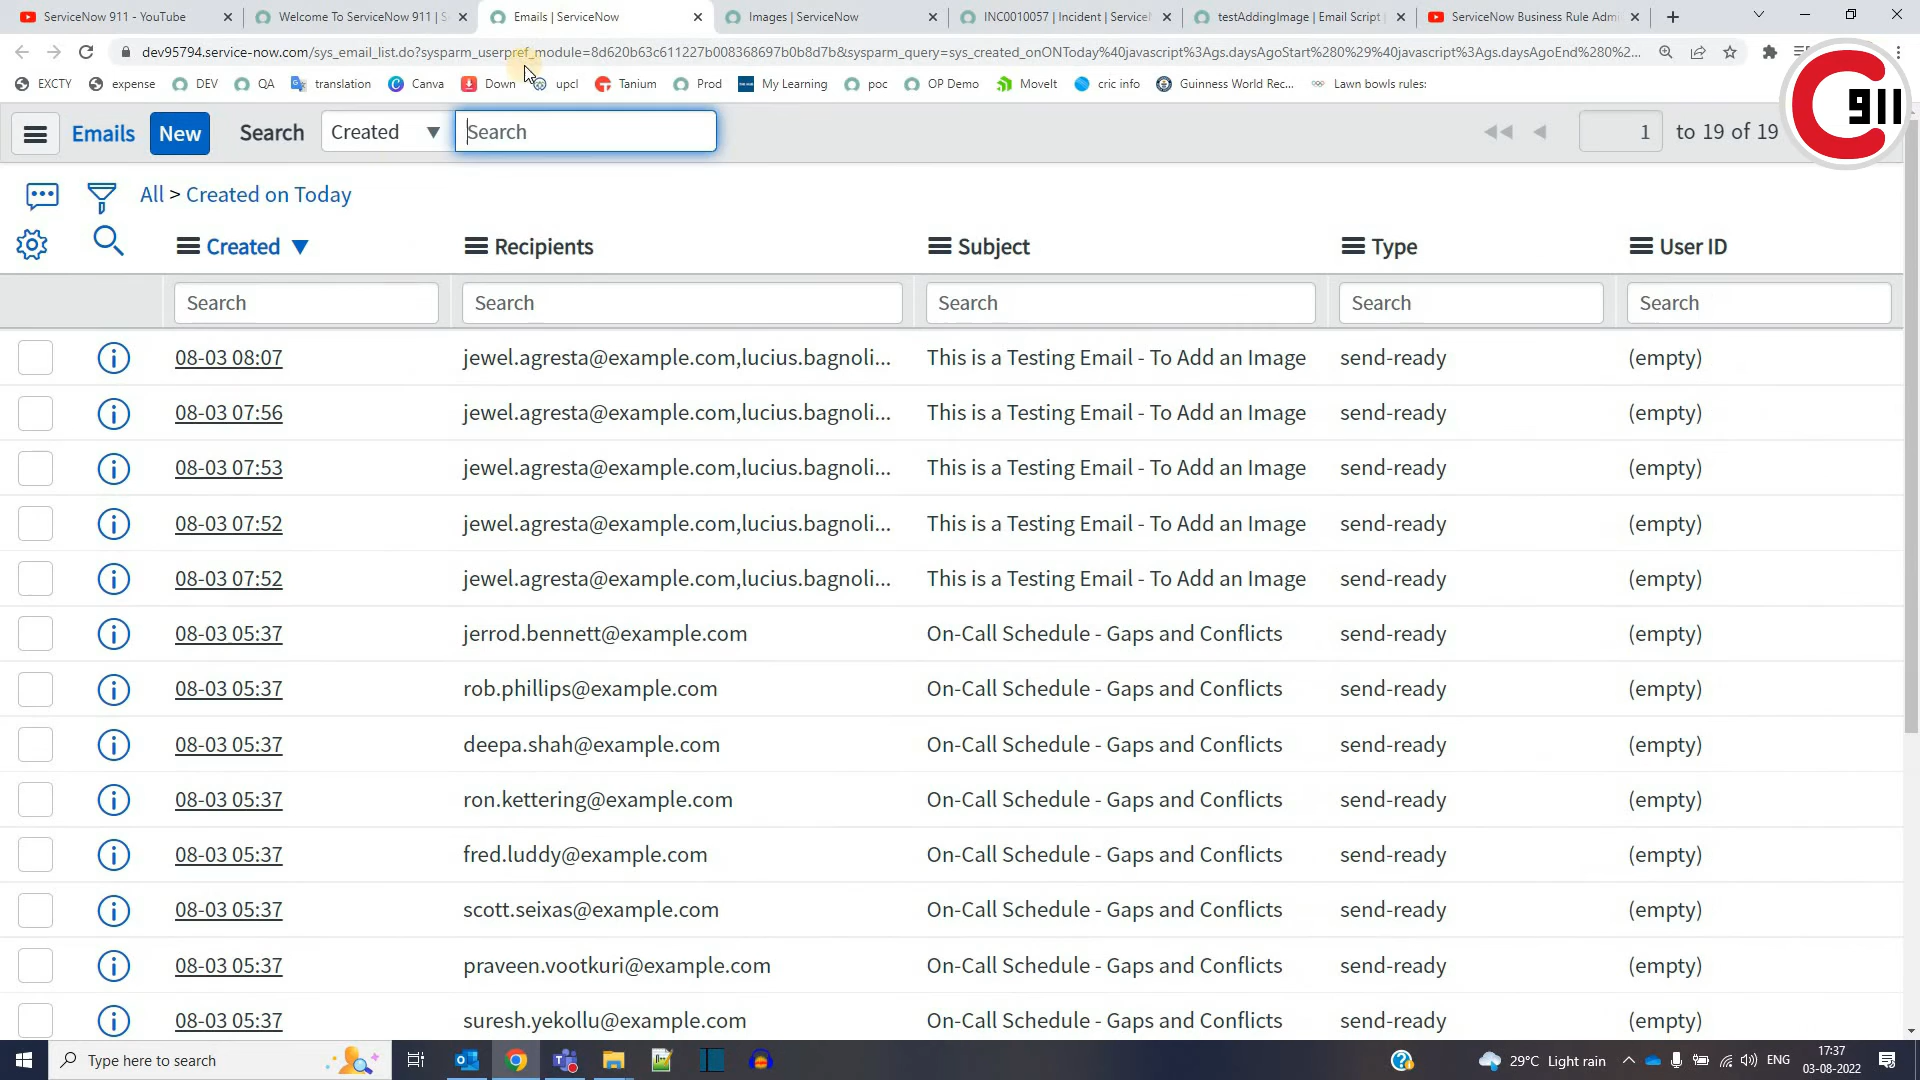 ServiceNow 911 - YouTube
Welcome To ServiceNow 911 | S
Emails | ServiceNow
Images | ServiceNow
INC0010057 | Incident | Service
testAddingImage | Email Script
ServiceNow Business Rule Adm
dev95794.service-now.com/sys_email_list.do?sysparm_userpref_module=8d620b63c611227b008368697b0b8d7b&sysparm_query=sys_created_onONToday%40javascript%3Ags.daysAgoStart%280%29%40javascript%3Ags.daysAgoEnd%280%2...
EXCTY expense DEV QA translation Canva Down upcl Tanium Prod My Learning poc OP Demo MoveIt cric info Guinness World Rec... Lawn bowls rules:
C 911
Emails New Search Created Search 1 to 19 of 19
All > Created on Today
Created Recipients Subject Type User ID
Search Search Search Search Search
08-03 08:07 jewel.agresta@example.com,lucius.bagnoli... This is a Testing Email - To Add an Image send-ready (empty)
08-03 07:56 jewel.agresta@example.com,lucius.bagnoli... This is a Testing Email - To Add an Image send-ready (empty)
08-03 07:53 jewel.agresta@example.com,lucius.bagnoli... This is a Testing Email - To Add an Image send-ready (empty)
08-03 07:52 jewel.agresta@example.com,lucius.bagnoli... This is a Testing Email - To Add an Image send-ready (empty)
08-03 07:52 jewel.agresta@example.com,lucius.bagnoli... This is a Testing Email - To Add an Image send-ready (empty)
08-03 05:37 jerrod.bennett@example.com On-Call Schedule - Gaps and Conflicts send-ready (empty)
08-03 05:37 rob.phillips@example.com On-Call Schedule - Gaps and Conflicts send-ready (empty)
08-03 05:37 deepa.shah@example.com On-Call Schedule - Gaps and Conflicts send-ready (empty)
08-03 05:37 ron.kettering@example.com On-Call Schedule - Gaps and Conflicts send-ready (empty)
08-03 05:37 fred.luddy@example.com On-Call Schedule - Gaps and Conflicts send-ready (empty)
08-03 05:37 scott.seixas@example.com On-Call Schedule - Gaps and Conflicts send-ready (empty)
08-03 05:37 praveen.vootkuri@example.com On-Call Schedule - Gaps and Conflicts send-ready (empty)
08-03 05:37 suresh.yekollu@example.com On-Call Schedule - Gaps and Conflicts send-ready (empty)
Type here to search
29°C Light rain
ENG
17:37
03-08-2022